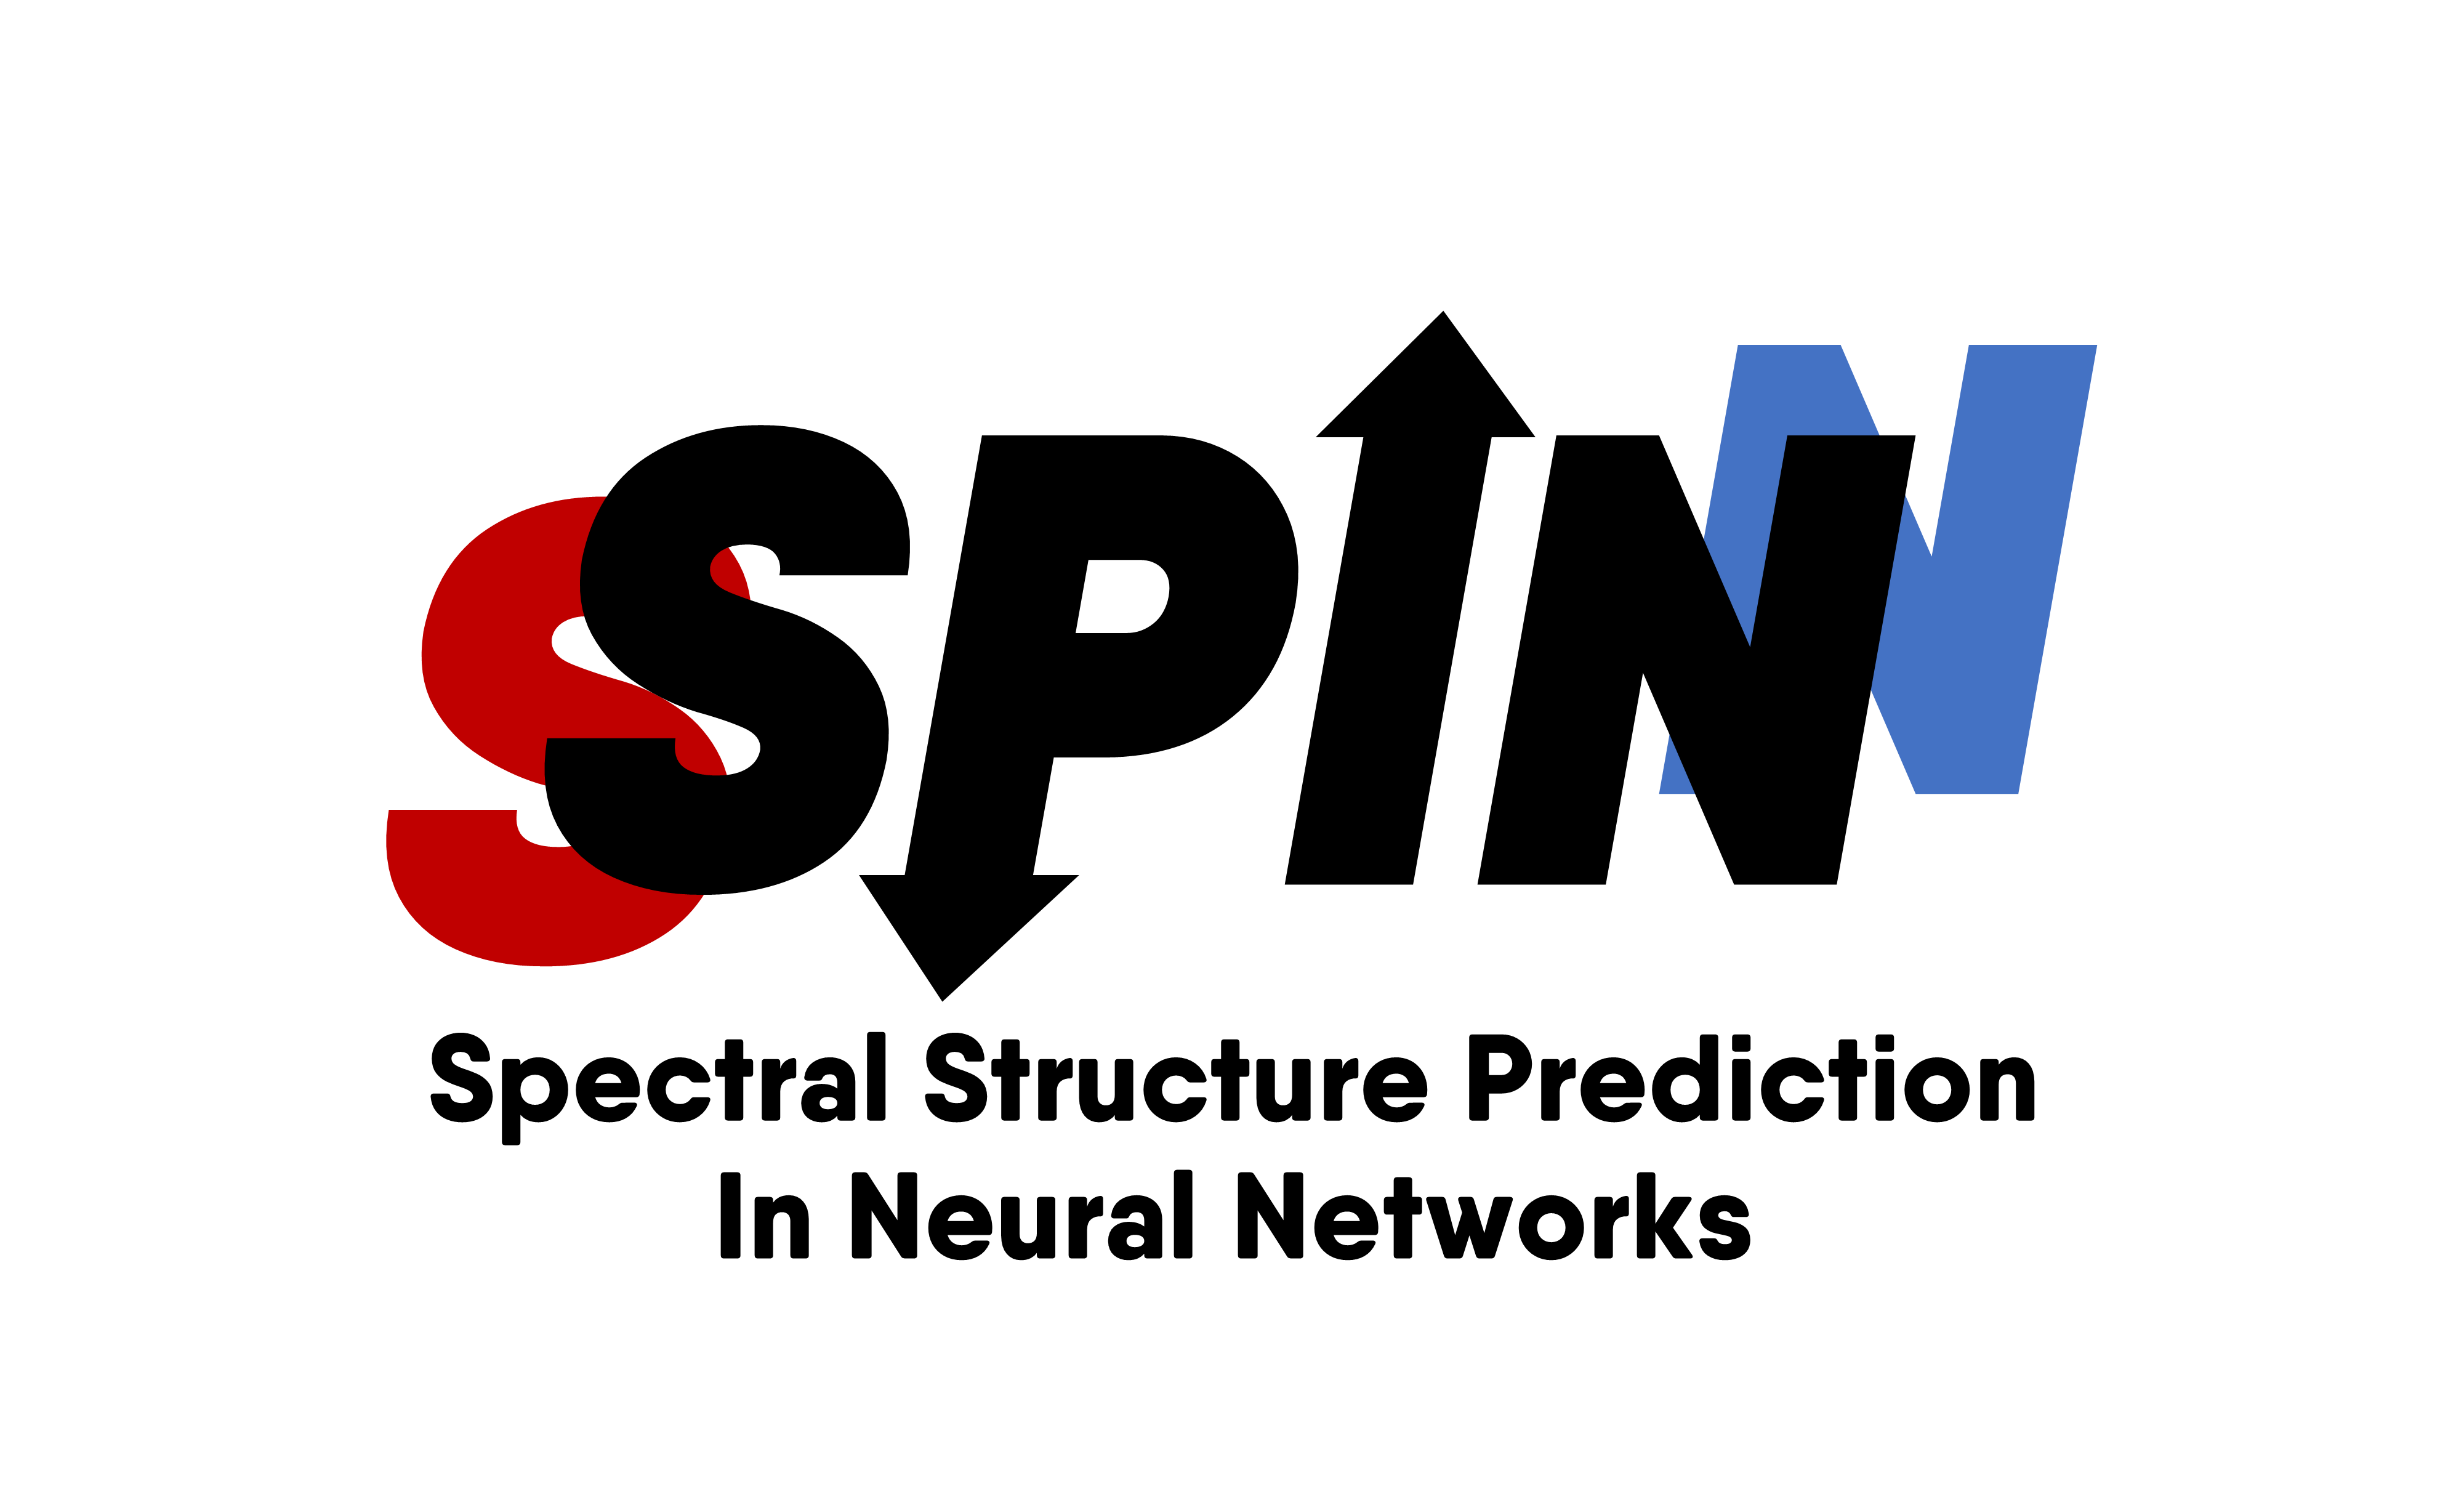 SSPINN
Spectral Structure Prediction
In Neural Networks